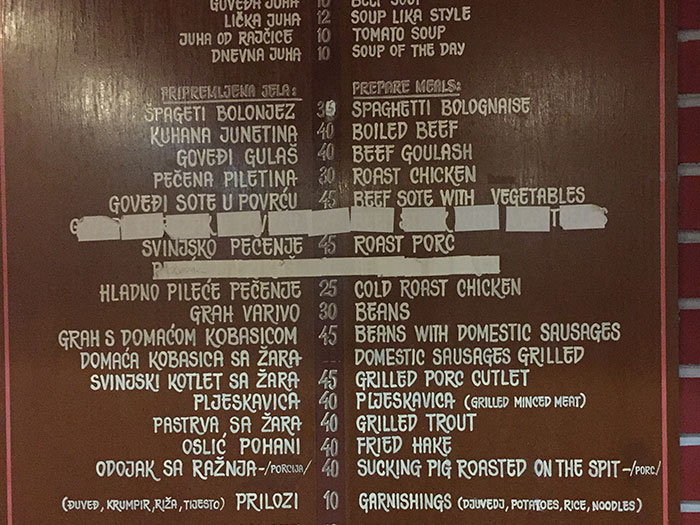 GOVEĐA JUHA 10 BEEF SOUP
LIČKA JUHA 12 SOUP LIKA STYLE
JUHA OD RAJČICE 10 TOMATO SOUP
DNEVNA JUHA 10 SOUP OF THE DAY
PRIPREMLJENA JELA: PREPARE MEALS:
ŠPAGETI BOLONJEZ SPAGHETTI BOLOGNAISE
KUHANA JUNETINA 40 BOILED BEEF
GOVEĐI GULAŠ 40 BEEF GOULASH
PEČENA PILETINA 30 ROAST CHICKEN
GOVEĐI SOTE U POVRĆU 45 BEEF SOTE WITH VEGETABLES
SVINJSKO PEČENJE 45 ROAST PORC
HLADNO PILEĆE PEČENJE 25 COLD ROAST CHICKEN
GRAH VARIVO 30 BEANS
GRAH S DOMAĆOM KOBASICOM 45 BEANS WITH DOMESTIC SAUSAGES
DOMAĆA KOBASICA SA ŽARA --- DOMESTIC SAUSAGES GRILLED
SVINJSKI KOTLET SA ŽARA 45 GRILLED PORC CUTLET
PLJESKAVICA 40 PLJESKAVICA (GRILLED MINCED MEAT)
PASTRVA SA ŽARA 40 GRILLED TROUT
OSLIĆ POHANI 40 FRIED HAKE
ODOJAK SA RAŽNJA -/PORCIJA/ 40 SUCKING PIG ROASTED ON THE SPIT -/PORC/
(ĐUVEĐ, KRUMPIR, RIŽA, TIJESTO) PRILOZI 10 GARNISHINGS (DJUVEDJ, POTATOES, RICE, NOODLES)